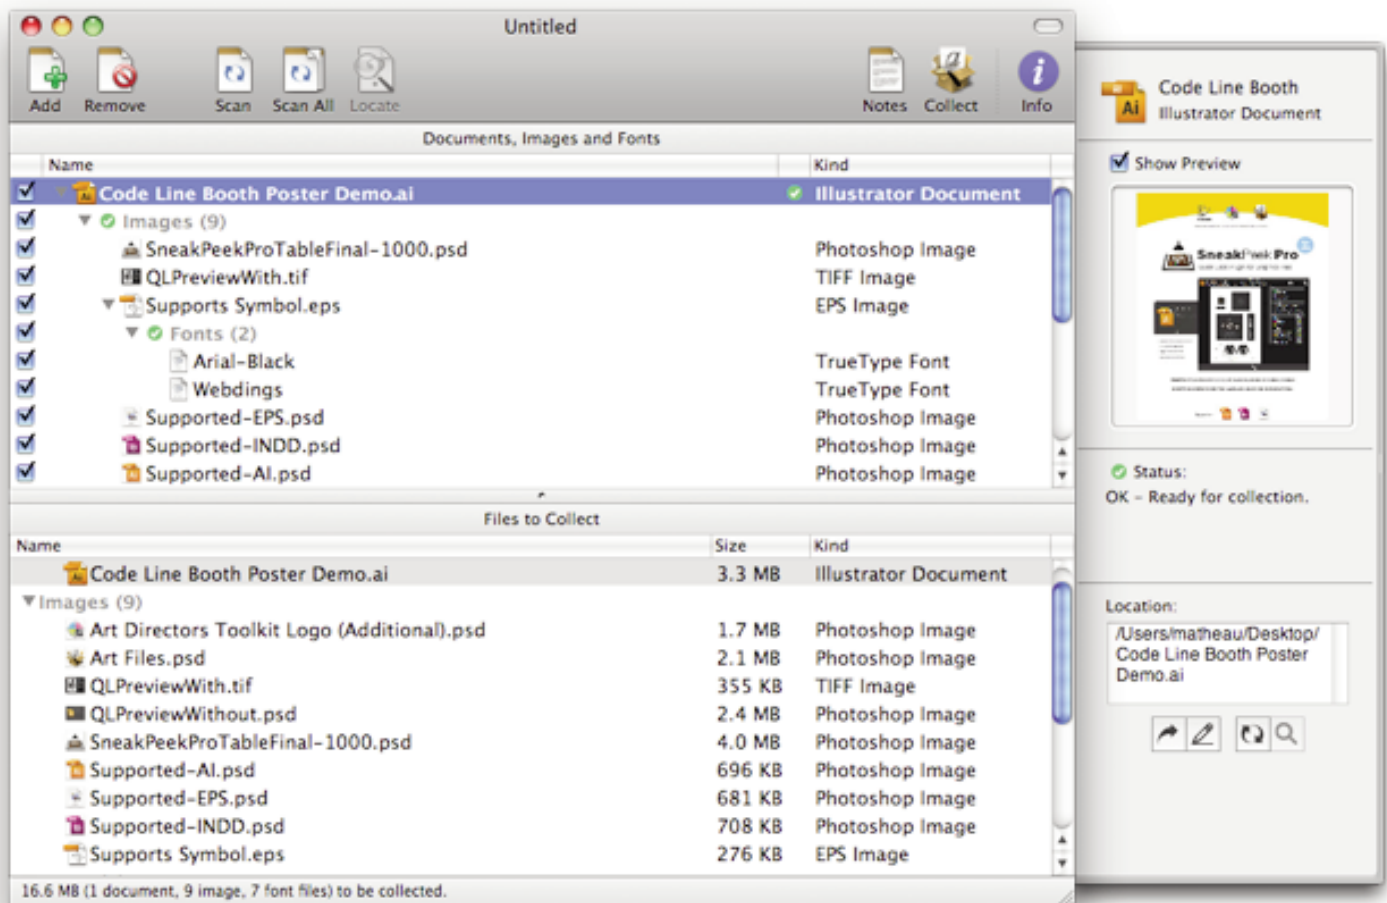 Untitled
Add Remove Scan Scan All Locate Notes Collect Info
Documents, Images and Fonts
Name Kind
Code Line Booth Poster Demo.ai Illustrator Document
Images (9)
SneakPeekProTableFinal-1000.psd Photoshop Image
QLPreviewWith.tif TIFF Image
Supports Symbol.eps EPS Image
Fonts (2)
Arial-Black TrueType Font
Webdings TrueType Font
Supported-EPS.psd Photoshop Image
Supported-INDD.psd Photoshop Image
Supported-AI.psd Photoshop Image
Files to Collect
Name Size Kind
Code Line Booth Poster Demo.ai 3.3 MB Illustrator Document
Images (9)
Art Directors Toolkit Logo (Additional).psd 1.7 MB Photoshop Image
Art Files.psd 2.1 MB Photoshop Image
QLPreviewWith.tif 355 KB TIFF Image
QLPreviewWithout.psd 2.4 MB Photoshop Image
SneakPeekProTableFinal-1000.psd 4.0 MB Photoshop Image
Supported-AI.psd 696 KB Photoshop Image
Supported-EPS.psd 681 KB Photoshop Image
Supported-INDD.psd 708 KB Photoshop Image
Supports Symbol.eps 276 KB EPS Image
16.6 MB (1 document, 9 image, 7 font files) to be collected.
Ai
Code Line Booth
Illustrator Document
Show Preview
SneakPeek Pro
Status:
OK - Ready for collection.
Location:
/Users/matheau/Desktop/
Code Line Booth Poster
Demo.ai